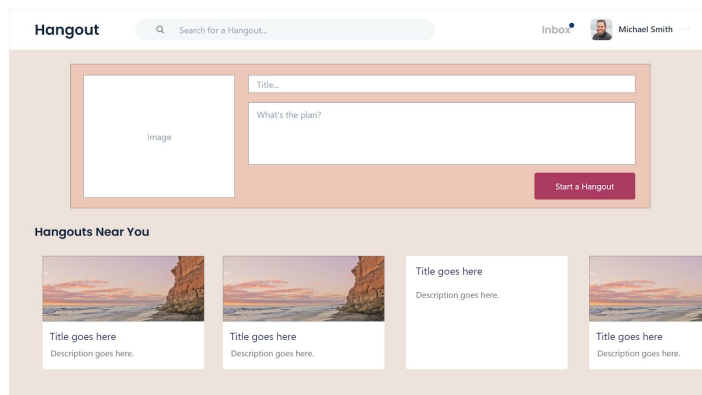 Hangout
Search for a Hangout...
Inbox
Michael Smith
Title...
Image
What's the plan?
Start a Hangout
Hangouts Near You
Title goes here
Description goes here.
Title goes here
Description goes here.
Title goes here
Description goes here.
Title goes here
Description goes here.